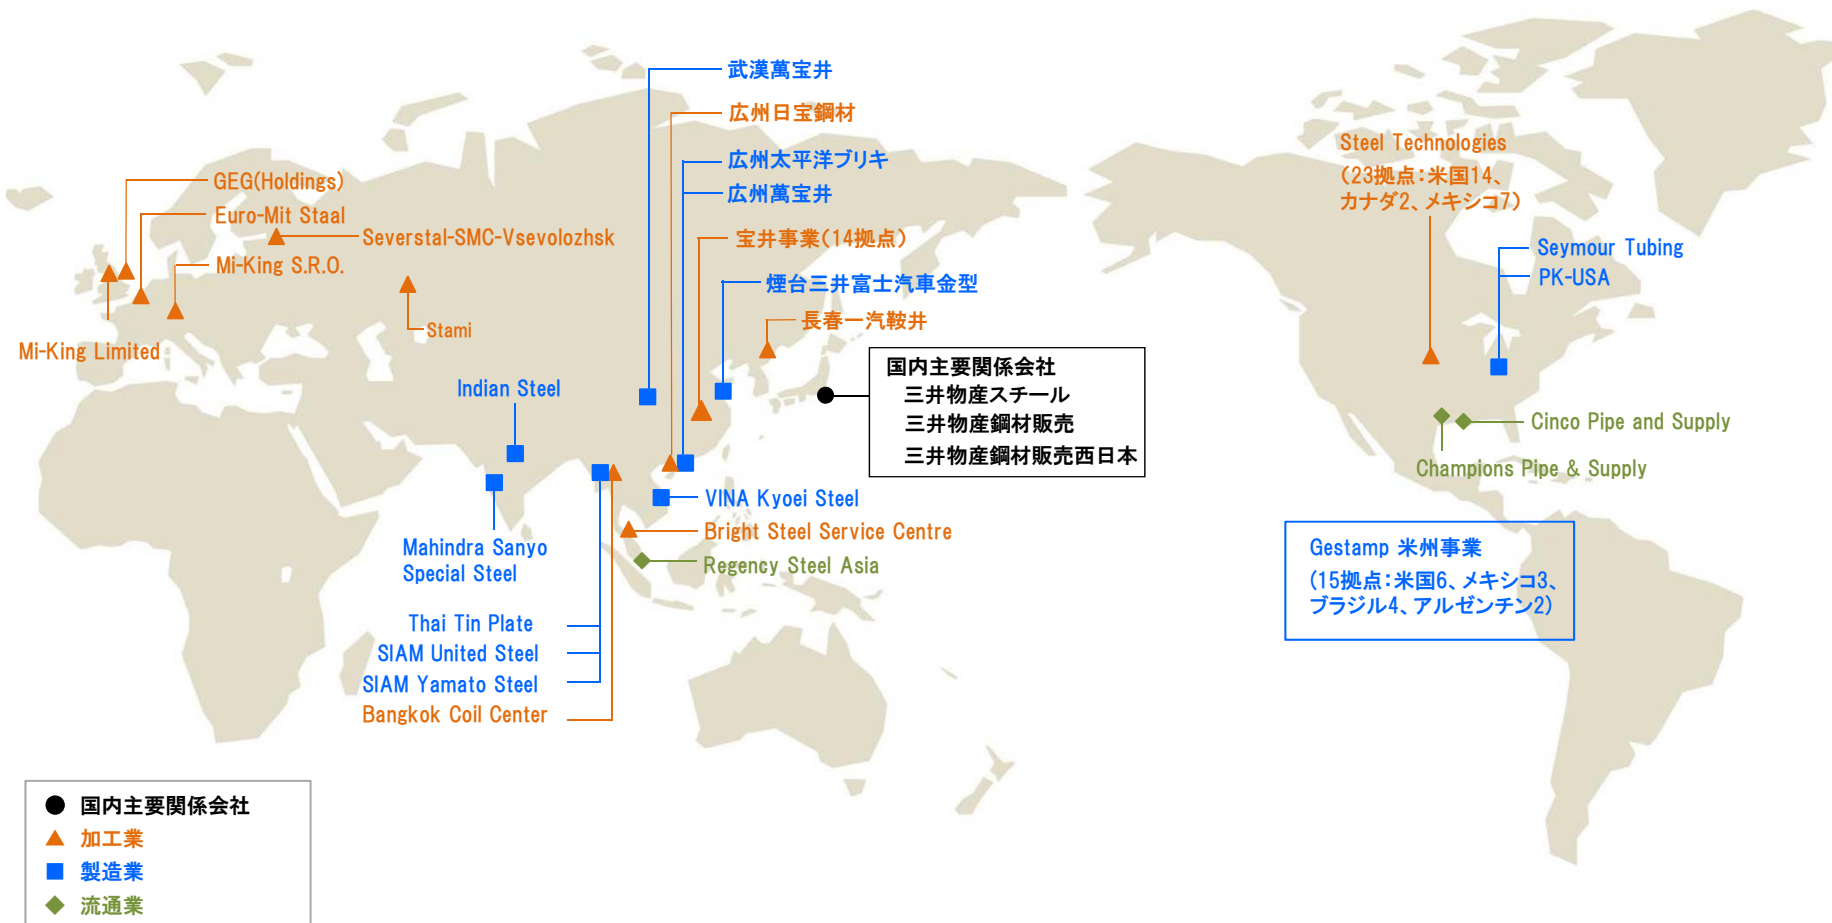 武漢萬宝井
広州日宝鋼材
広州太平洋ブリキ
広州萬宝井
宝井事業(14拠点)
煙台三井富士汽車金型
長春一汽鞍井
GEG(Holdings)
Euro-Mit Staal
Severstal-SMC-Vsevolozhsk
Mi-King S.R.O.
Stami
Mi-King Limited
Indian Steel
国内主要関係会社
三井物産スチール
三井物産鋼材販売
三井物産鋼材販売西日本
Mahindra Sanyo
Special Steel
VINA Kyoei Steel
Bright Steel Service Centre
Regency Steel Asia
Thai Tin Plate
SIAM United Steel
SIAM Yamato Steel
Bangkok Coil Center
Steel Technologies
(23拠点:米国14、
カナダ2、メキシコ7)
Seymour Tubing
PK-USA
Cinco Pipe and Supply
Champions Pipe & Supply
Gestamp 米州事業
(15拠点:米国6、メキシコ3、
ブラジル4、アルゼンチン2)
国内主要関係会社
加工業
製造業
流通業